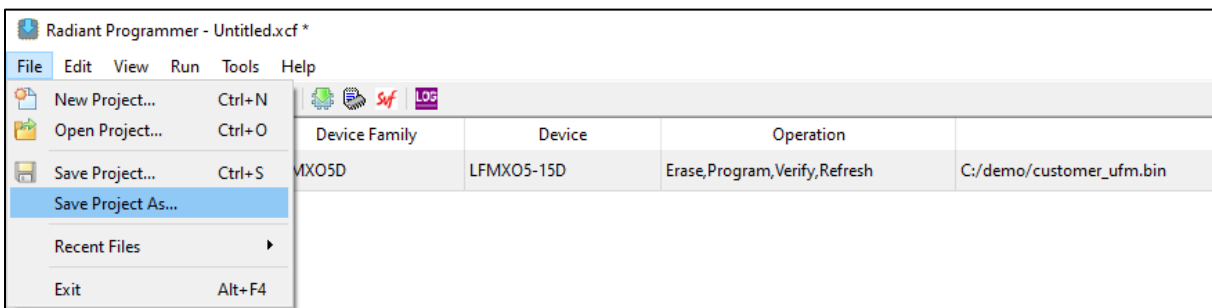 Radiant Programmer - Untitled.xcf *
File Edit View Run Tools Help
New Project... Ctrl+N Svf LOG
Open Project... Ctrl+O Device Family Device Operation
Save Project... Ctrl+S MXO5D LFMXO5-15D Erase,Program,Verify,Refresh C:/demo/customer_ufm.bin
Save Project As...
Recent Files
Exit Alt+F4